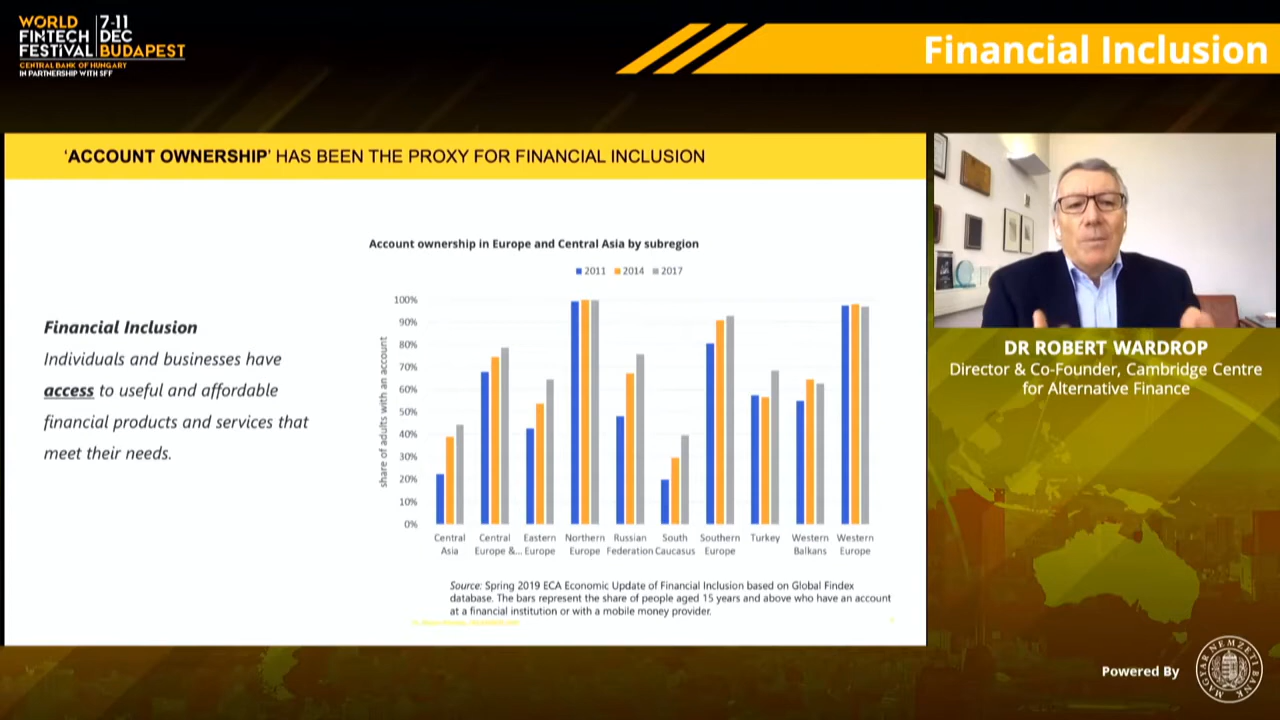 WORLD
FINTECH
FESTIVAL
7-11
DEC
BUDAPEST
CENTRAL BANK OF HUNGARY
IN PARTNERSHIP WITH SFF
Financial Inclusion
'ACCOUNT OWNERSHIP' HAS BEEN THE PROXY FOR FINANCIAL INCLUSION
Financial Inclusion
Individuals and businesses have
access to useful and affordable
financial products and services that
meet their needs.
Account ownership in Europe and Central Asia by subregion
2011 2014 2017
share of adults with an account
100%
90%
80%
70%
60%
50%
40%
30%
20%
10%
0%
Central Asia
Central Europe &...
Eastern Europe
Northern Europe
Russian Federation
South Caucasus
Southern Europe
Turkey
Western Balkans
Western Europe
Source: Spring 2019 ECA Economic Update of Financial Inclusion based on Global Findex
database. The bars represent the share of people aged 15 years and above who have an account
at a financial institution or with a mobile money provider.
DR ROBERT WARDROP
Director & Co-Founder, Cambridge Centre
for Alternative Finance
Powered By
MAGYAR NEMZETI BANK